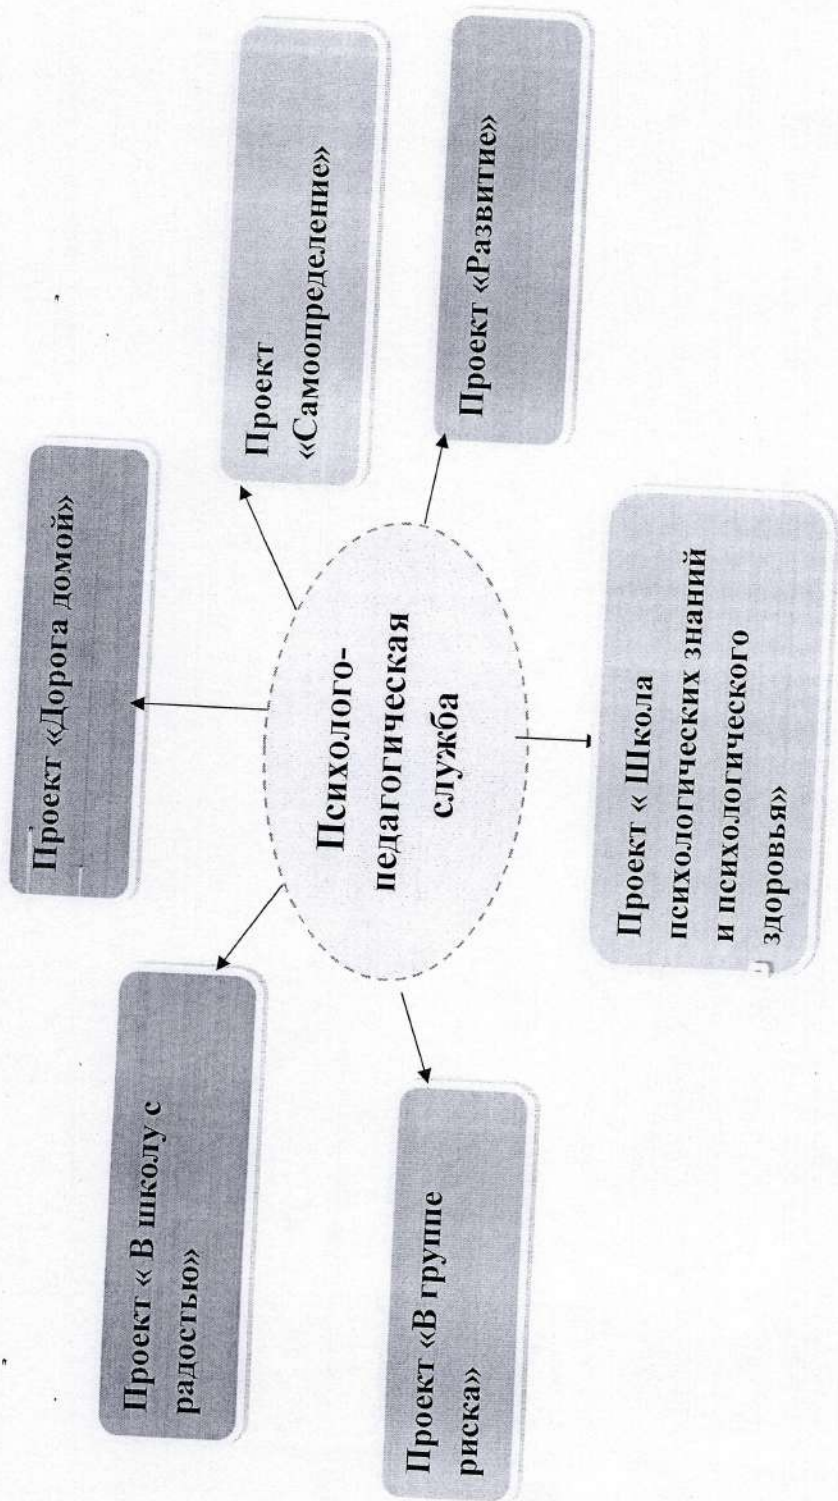 Проект «Дорога домой»
Проект « В школу с
радостью»
Проект
«Самоопределение»
Психолого-
педагогическая
служба
Проект «В группе
риска»
Проект «Развитие»
Проект « Школа
психологических знаний
и психологического
здоровья»